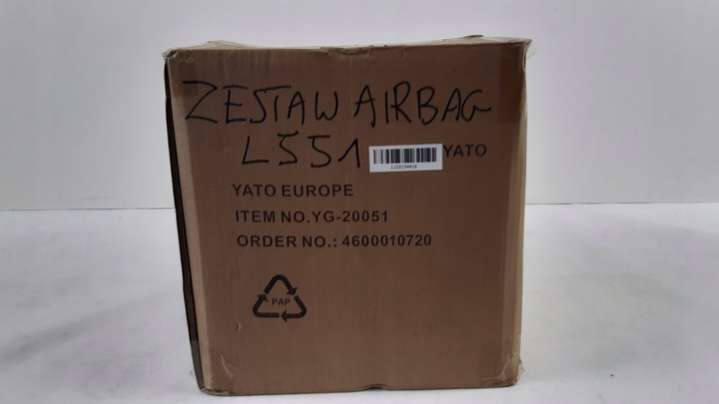 ZESTAW AIRBAG
L551 YATO
YATO EUROPE
ITEM NO.YG-20051
ORDER NO.: 4600010720
PAP